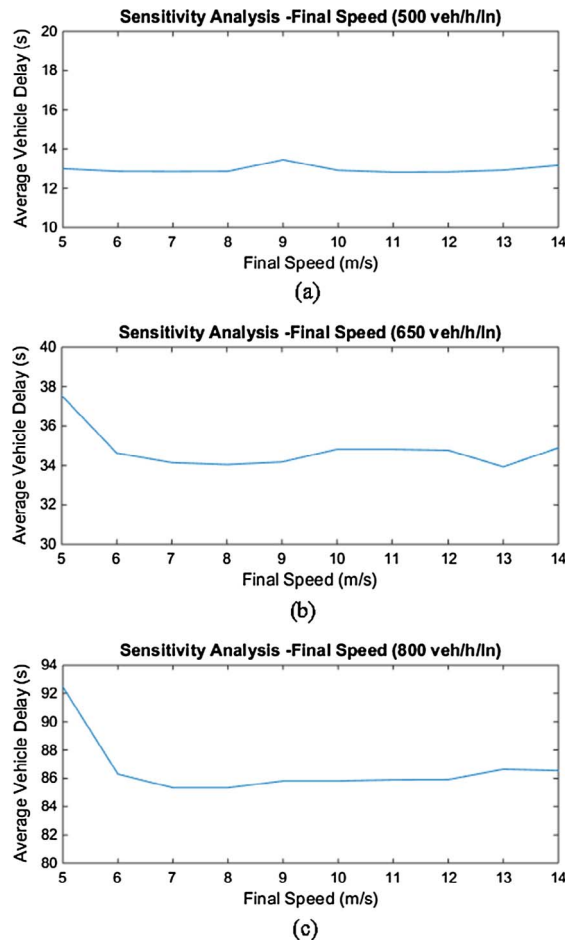 Sensitivity Analysis -Final Speed (500 veh/h/ln)
Average Vehicle Delay (s)
20
18
16
14
12
10
5 6 7 8 9 10 11 12 13 14
Final Speed (m/s)
(a)
Sensitivity Analysis -Final Speed (650 veh/h/ln)
Average Vehicle Delay (s)
40
38
36
34
32
30
5 6 7 8 9 10 11 12 13 14
Final Speed (m/s)
(b)
Sensitivity Analysis -Final Speed (800 veh/h/ln)
Average Vehicle Delay (s)
94
92
90
88
86
84
82
80
5 6 7 8 9 10 11 12 13 14
Final Speed (m/s)
(c)